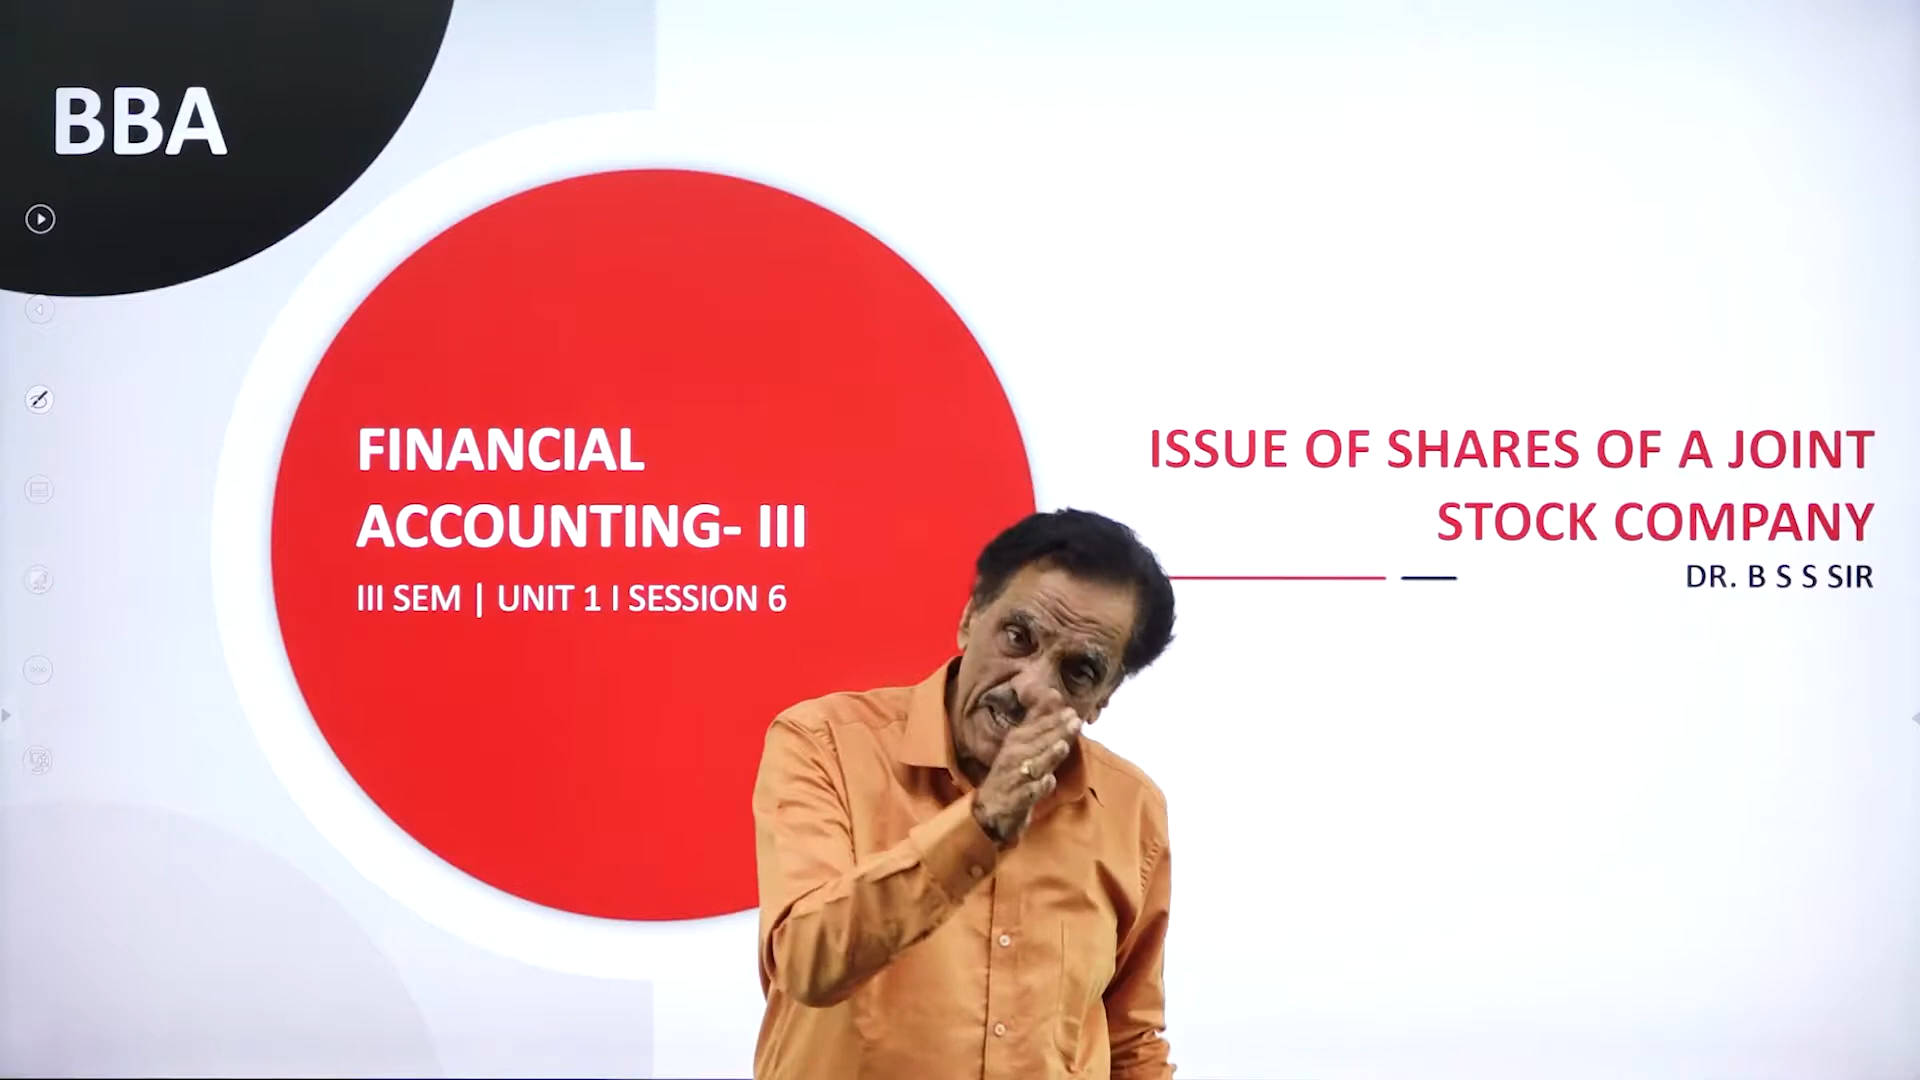 BBA
FINANCIAL
ACCOUNTING- III
III SEM | UNIT 1 I SESSION 6
ISSUE OF SHARES OF A JOINT
STOCK COMPANY
DR. B S S SIR